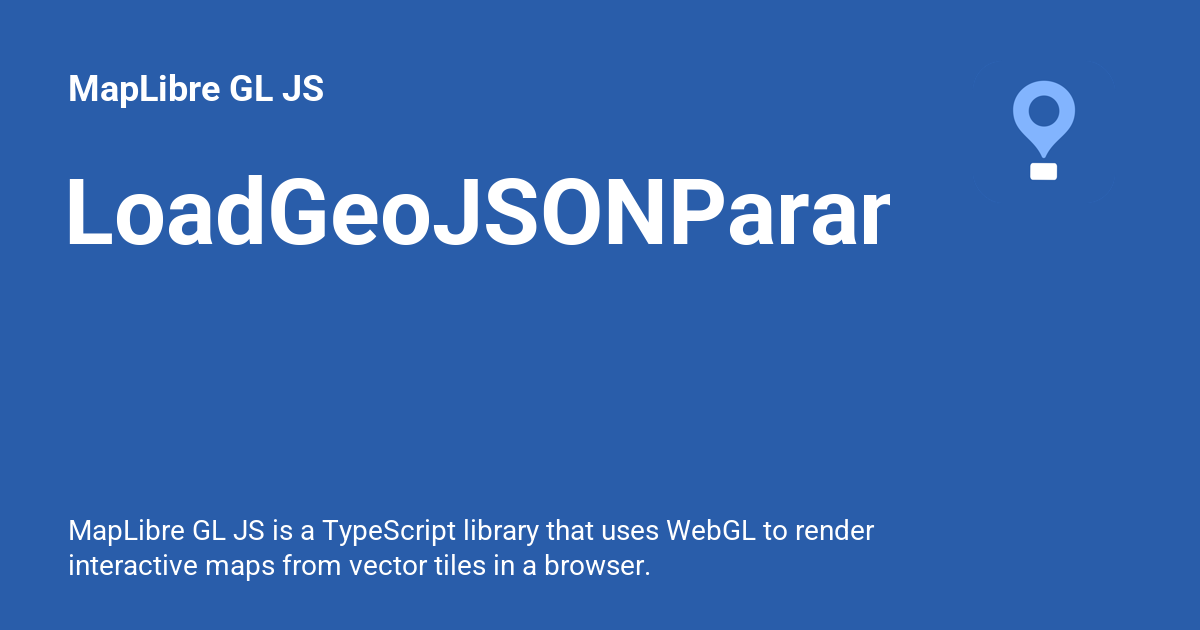 MapLibre GL JS
LoadGeoJSONParar
MapLibre GL JS is a TypeScript library that uses WebGL to render
interactive maps from vector tiles in a browser.